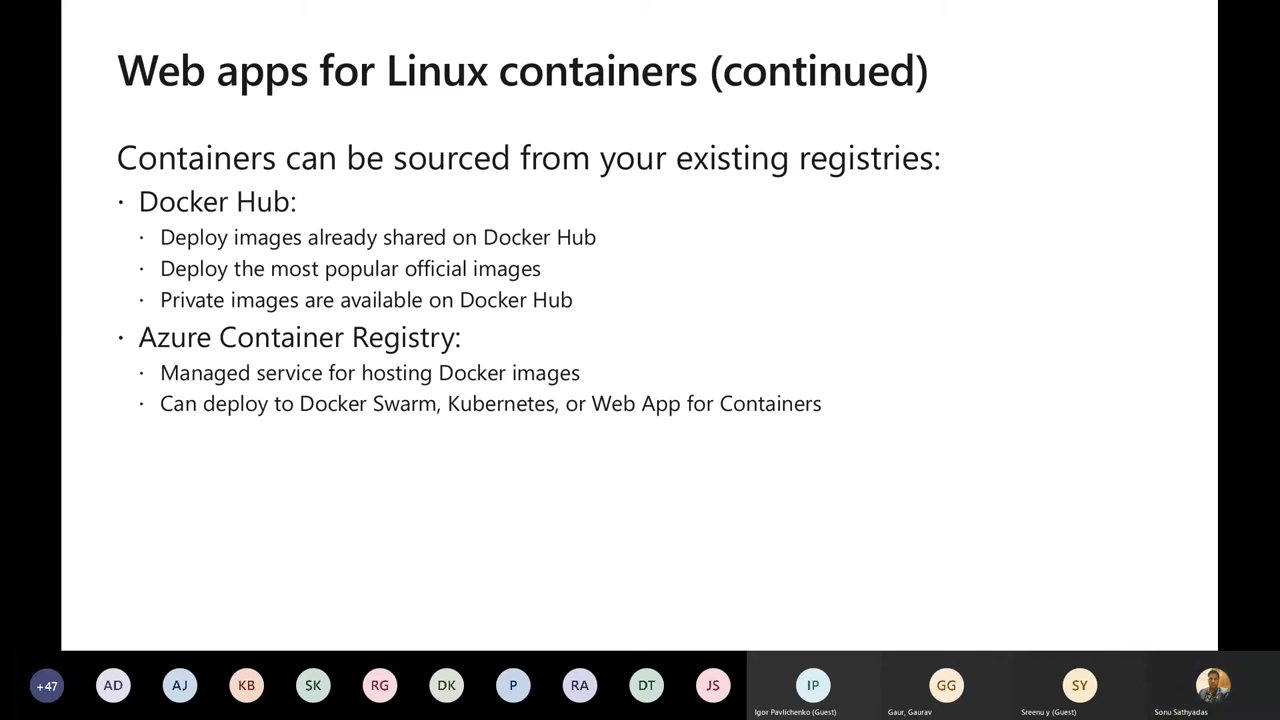 Web apps for Linux containers (continued)
Containers can be sourced from your existing registries:
· Docker Hub:
· Deploy images already shared on Docker Hub
· Deploy the most popular official images
· Private images are available on Docker Hub
· Azure Container Registry:
· Managed service for hosting Docker images
· Can deploy to Docker Swarm, Kubernetes, or Web App for Containers
+47 AD AJ KB SK RG DK P RA DT JS IP GG SY
Igor Pavlichenko (Guest) Gaur, Gaurav Sreenu y (Guest) Sonu Sathyadas